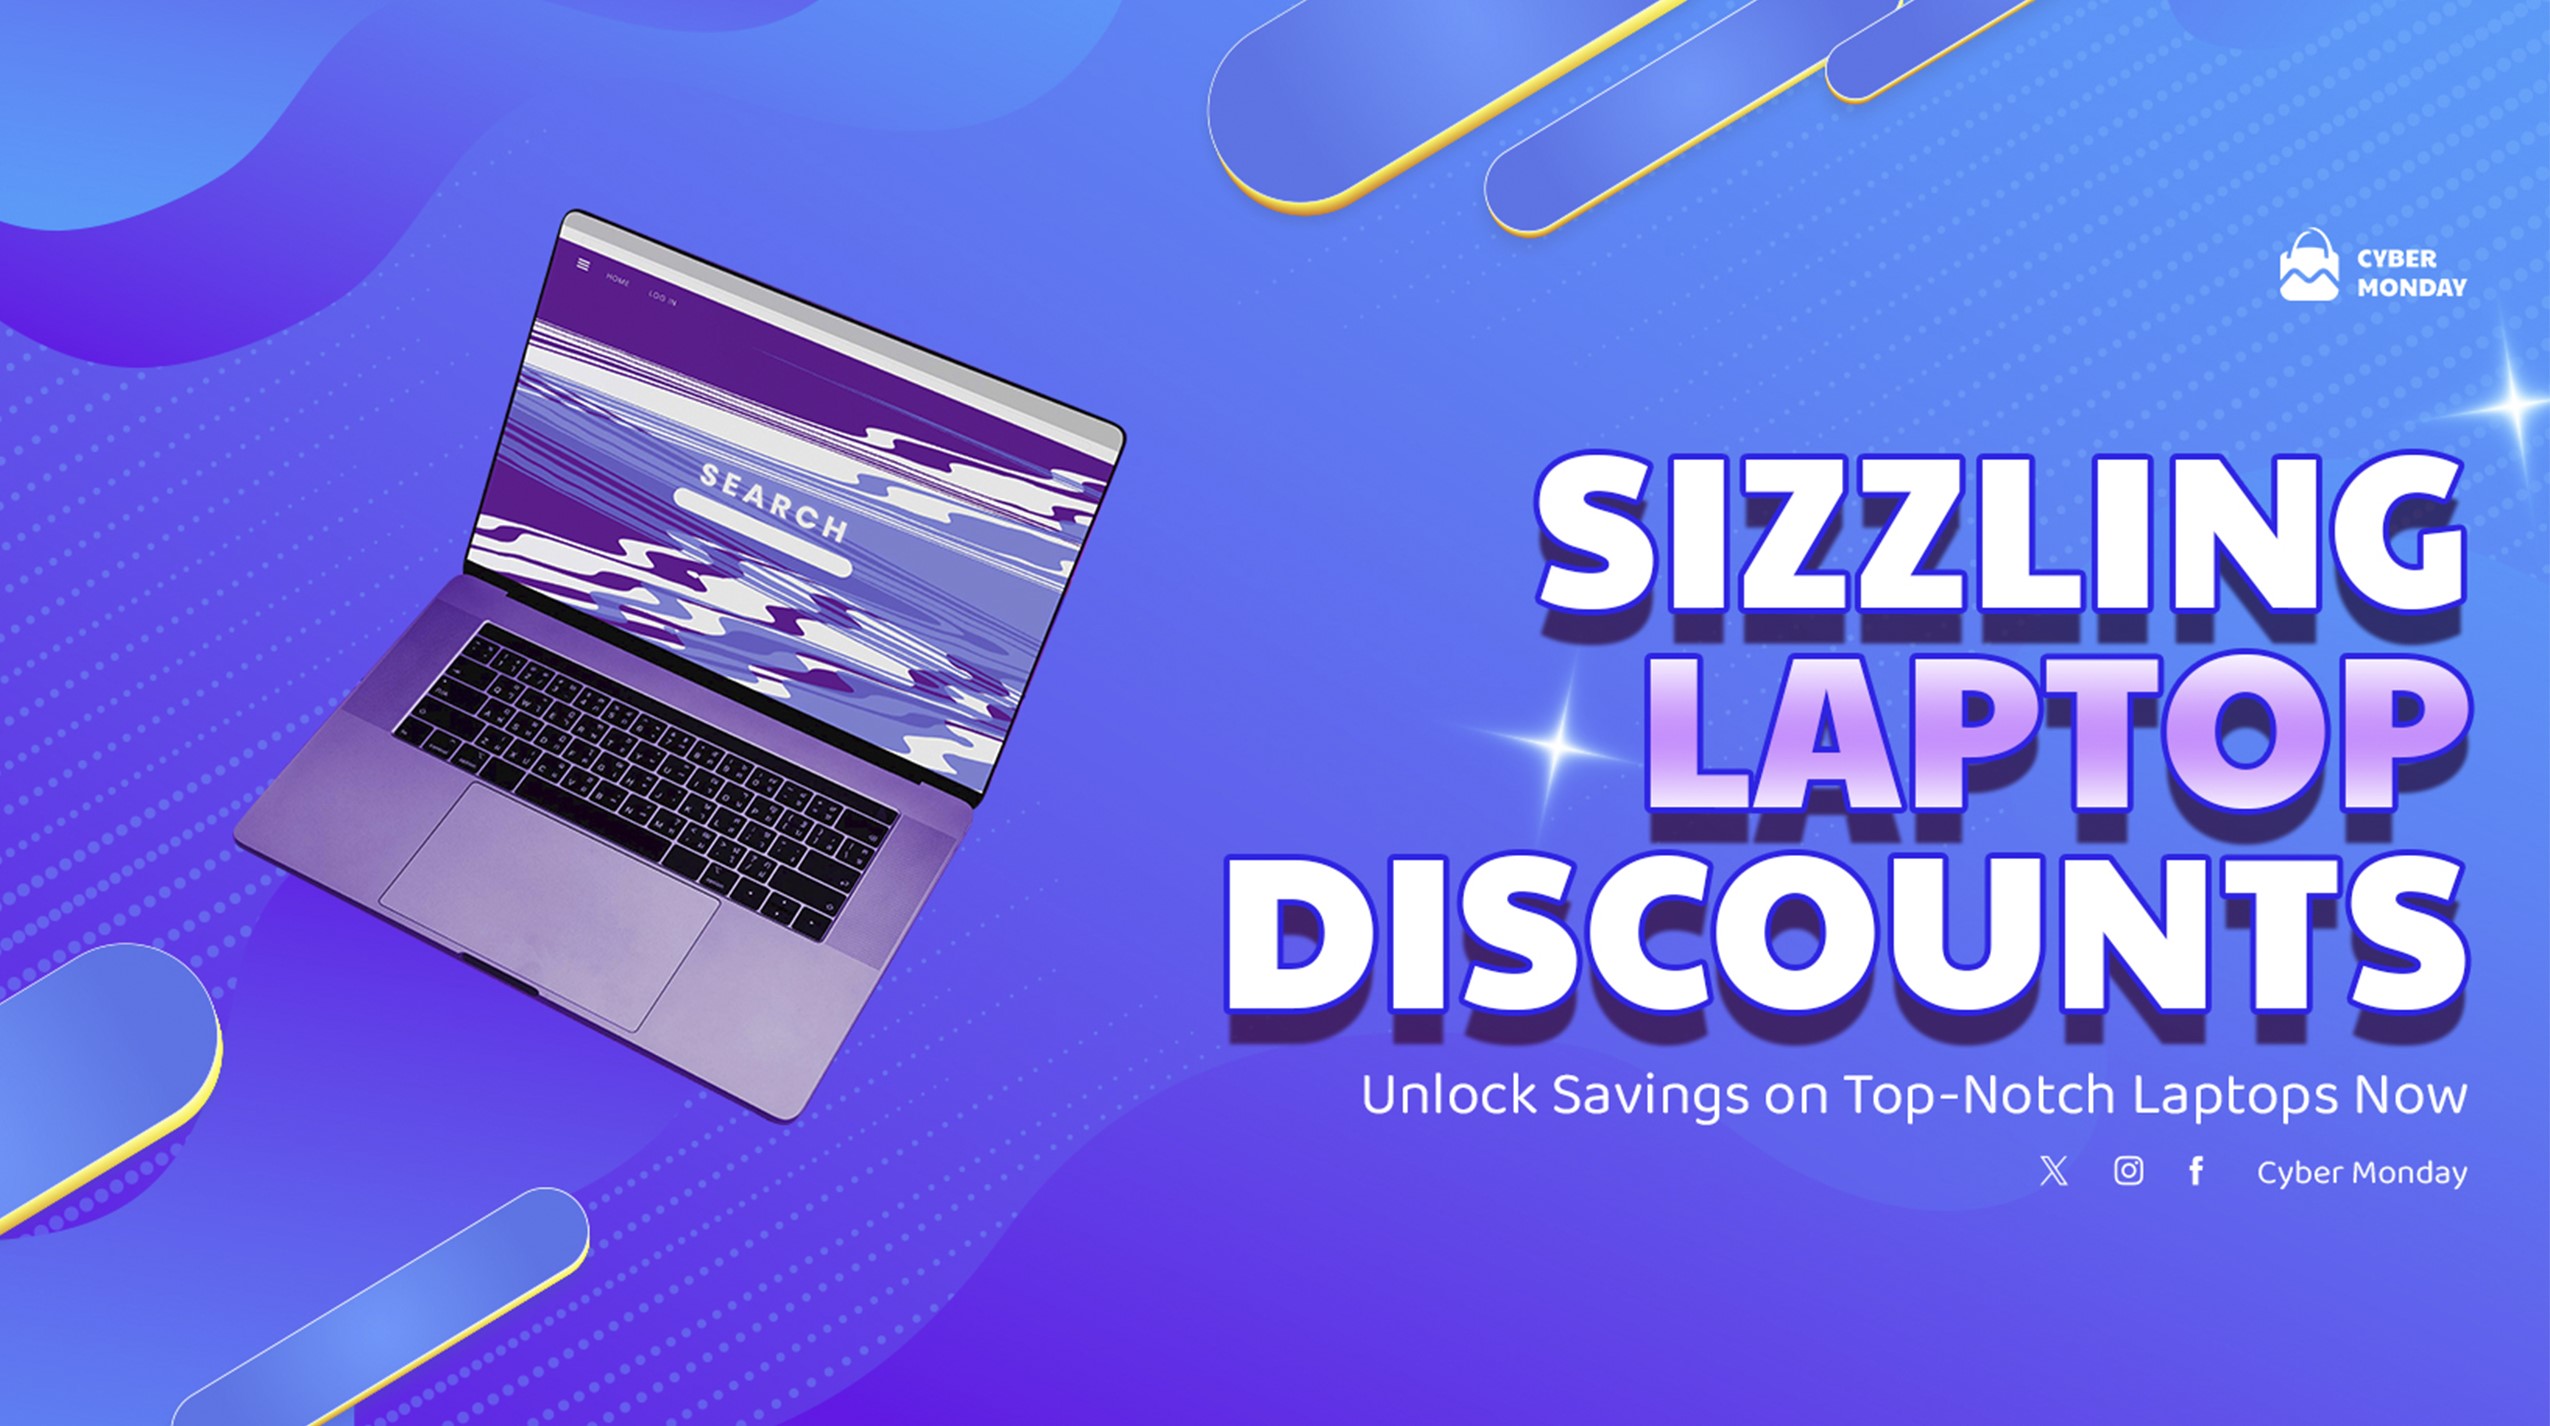 CYBER
MONDAY
HOME LOG IN
SEARCH
SIZZLING
LAPTOP
DISCOUNTS
Unlock Savings on Top-Notch Laptops Now
Cyber Monday